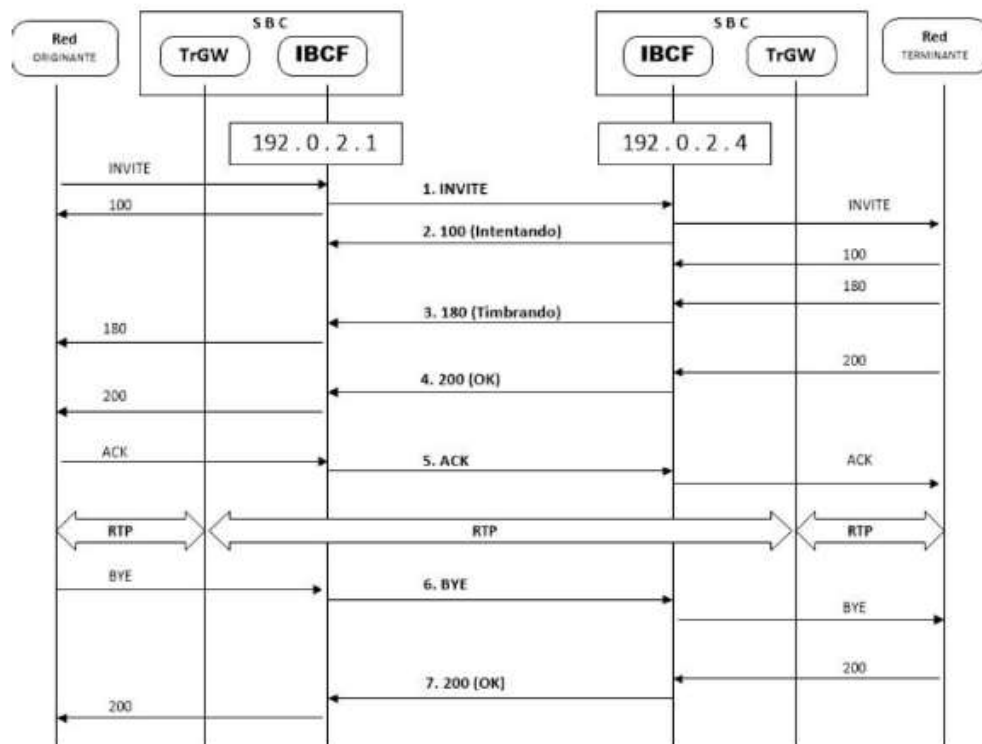 S B C
S B C
Red
ORIGINANTE
TrGW
IBCF
IBCF
TrGW
Red
TERMINANTE
192.0.2.1
192.0.2.4
INVITE
1. INVITE
100
INVITE
2. 100 (Intentando)
100
180
3. 180 (Timbrando)
180
200
4. 200 (OK)
200
ACK
5. ACK
ACK
RTP
RTP
RTP
BYE
6. BYE
BYE
200
7. 200 (OK)
200